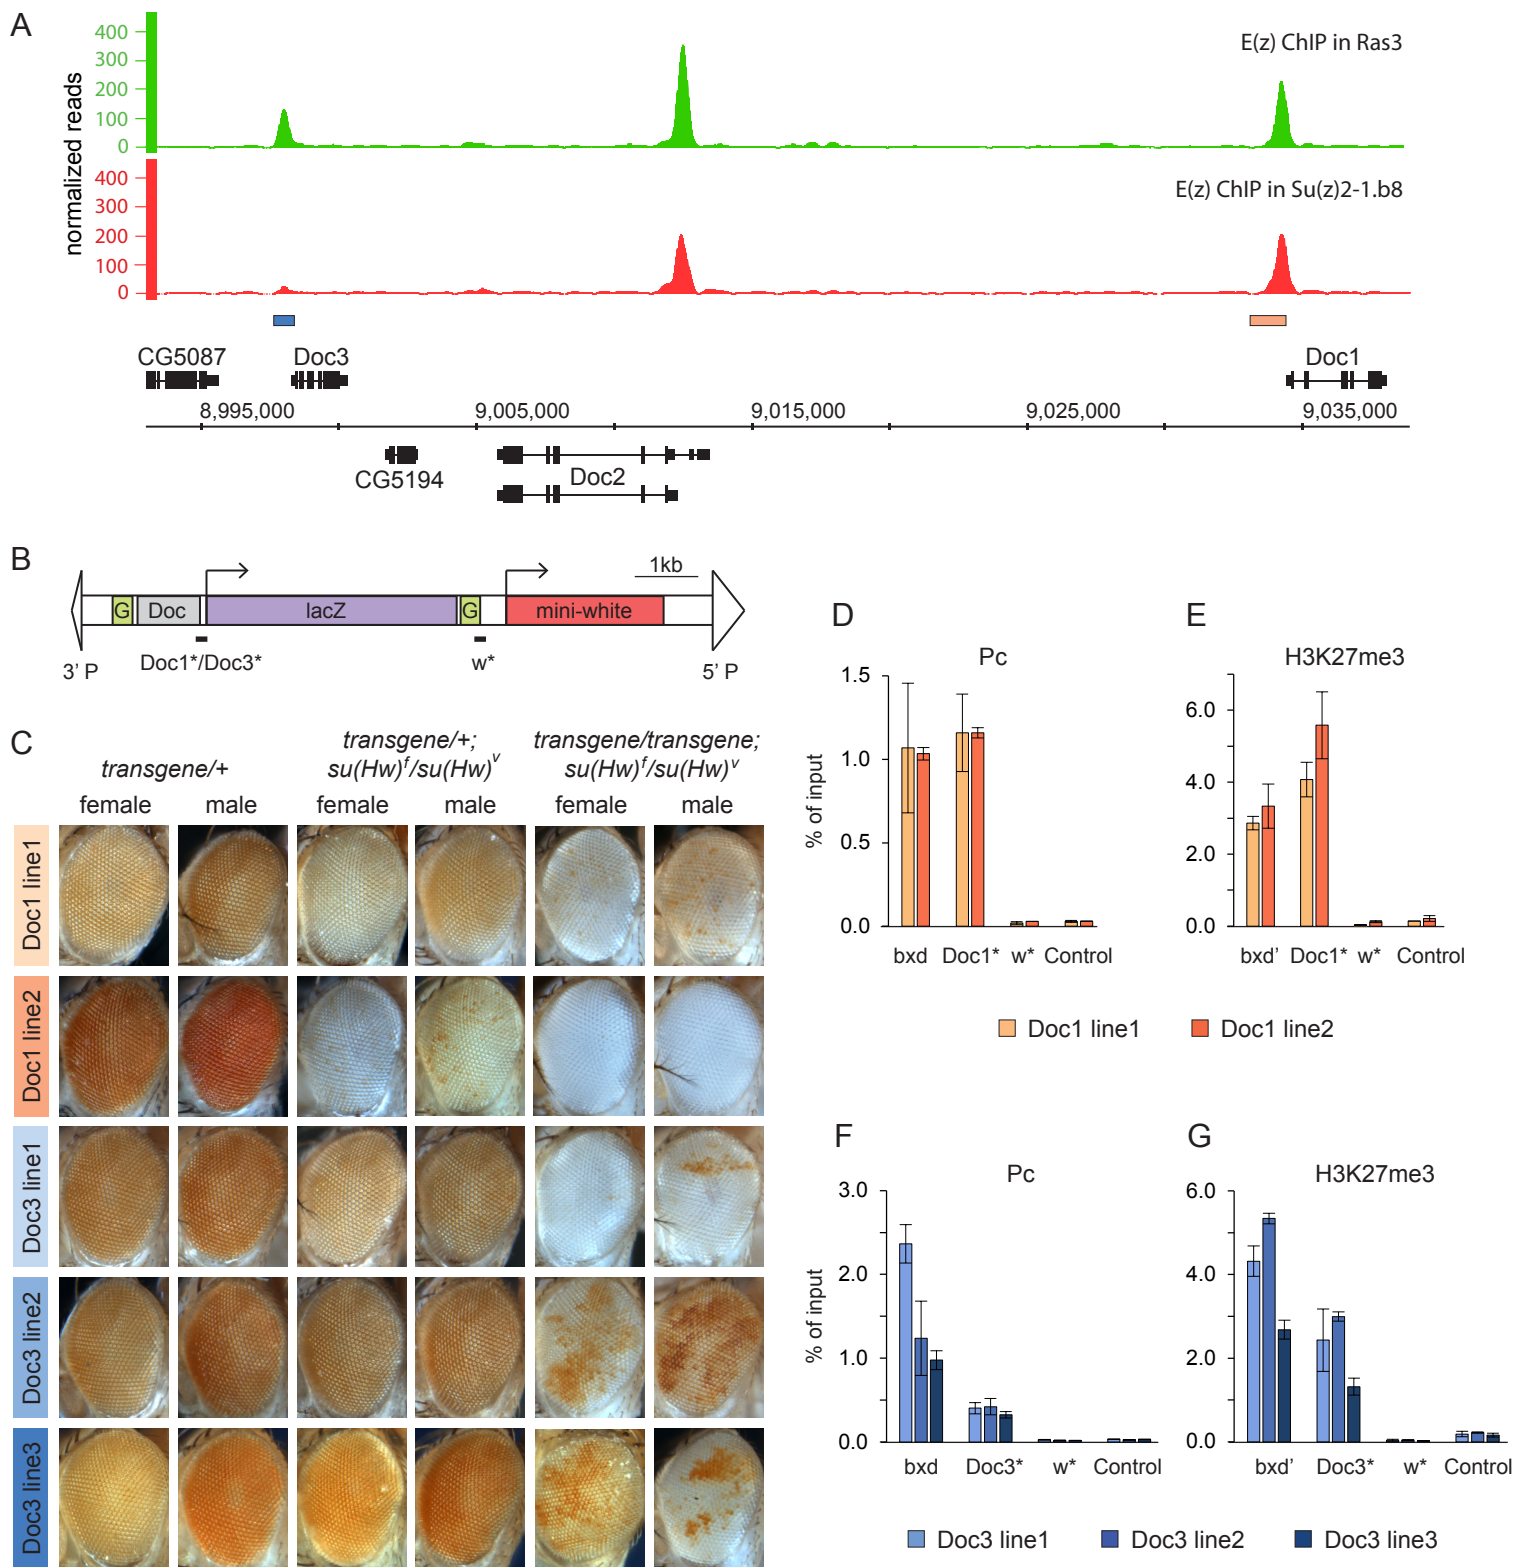 A
normalized reads
400
300
200
100
0
E(z) ChIP in Ras3
400
300
200
100
0
E(z) ChIP in Su(z)2-1.b8
CG5087
Doc3
Doc1
8,995,000
9,005,000
9,015,000
9,025,000
9,035,000
CG5194
Doc2
B
1kb
G
Doc
lacZ
G
mini-white
3' P
Doc1*/Doc3*
w*
5' P
C
transgene/+
transgene/+;
su(Hw)f/su(Hw)v
transgene/transgene;
su(Hw)f/su(Hw)v
female
male
female
male
female
male
Doc1 line1
Doc1 line2
Doc3 line1
Doc3 line2
Doc3 line3
D
Pc
% of input
1.5
1.0
0.5
0.0
bxd
Doc1*
w*
Control
E
H3K27me3
6.0
4.0
2.0
0.0
bxd'
Doc1*
w*
Control
Doc1 line1
Doc1 line2
F
Pc
% of input
3.0
2.0
1.0
0.0
bxd
Doc3*
w*
Control
G
H3K27me3
6.0
4.0
2.0
0.0
bxd'
Doc3*
w*
Control
Doc3 line1
Doc3 line2
Doc3 line3